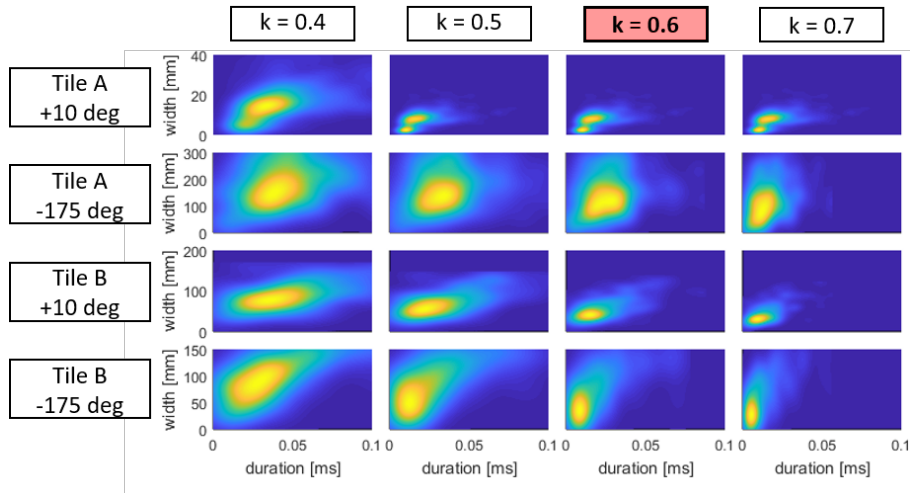 k = 0.4 k = 0.5 k = 0.6 k = 0.7
Tile A
+10 deg
width [mm]
40
20
0
Tile A
-175 deg
width [mm]
300
200
100
0
Tile B
+10 deg
width [mm]
200
100
0
Tile B
-175 deg
width [mm]
150
100
50
0
0 0.05 0.1 0 0.05 0.1 0 0.05 0.1 0 0.05 0.1
duration [ms] duration [ms] duration [ms] duration [ms]